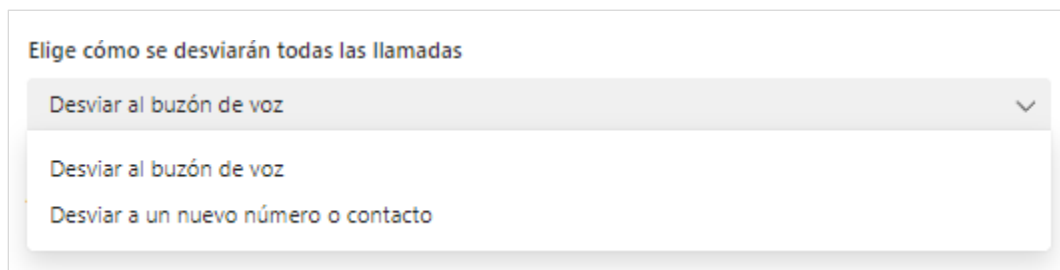 Elige cómo se desviarán todas las llamadas
Desviar al buzón de voz
Desviar al buzón de voz
Desviar a un nuevo número o contacto